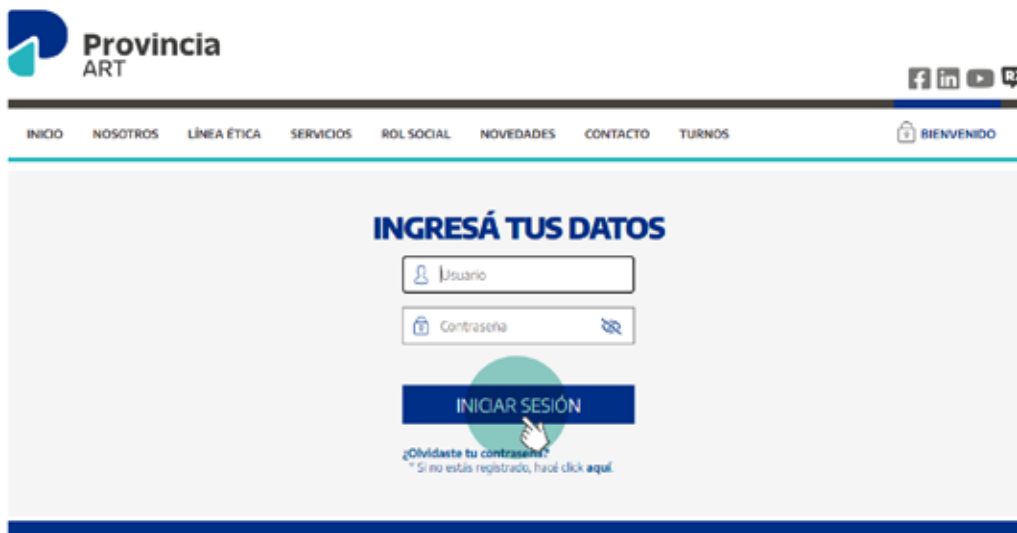 Provincia
ART
INICIO NOSOTROS LÍNEA ÉTICA SERVICIOS ROL SOCIAL NOVEDADES CONTACTO TURNOS BIENVENIDO
INGRESÁ TUS DATOS
Usuario
Contraseña
INICIAR SESIÓN
¿Olvidaste tu contraseña?
* Si no estás registrado, hacé click aquí.